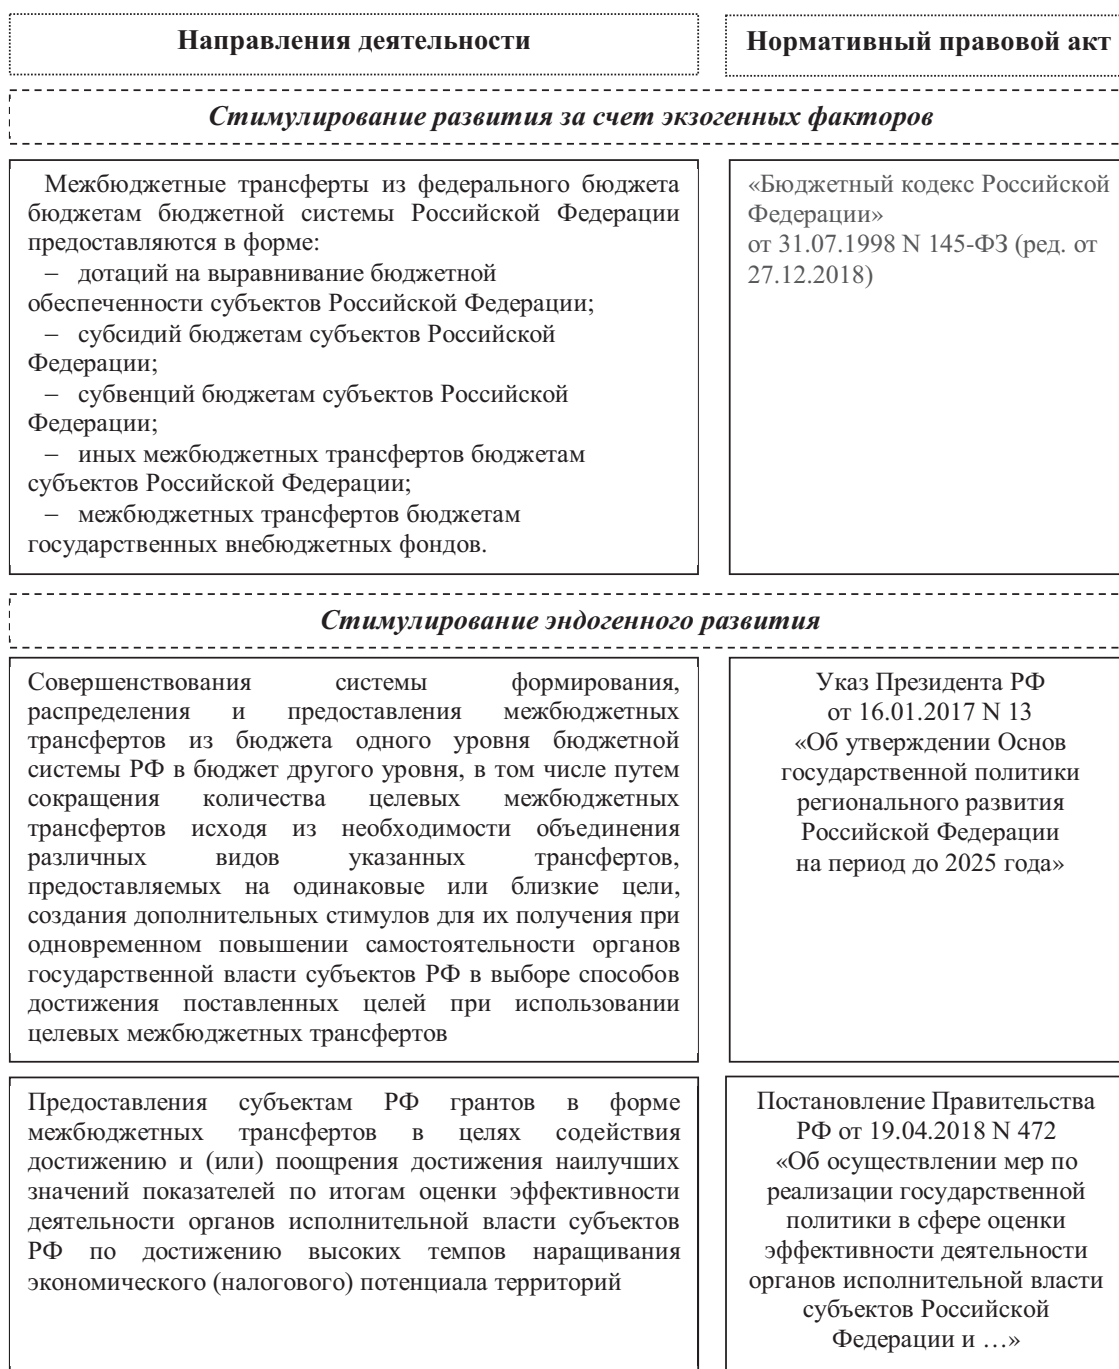 Направления деятельности
Нормативный правовой акт
Стимулирование развития за счет экзогенных факторов
Межбюджетные трансферты из федерального бюджета
бюджетам бюджетной системы Российской Федерации
предоставляются в форме:
– дотаций на выравнивание бюджетной
обеспеченности субъектов Российской Федерации;
– субсидий бюджетам субъектов Российской
Федерации;
– субвенций бюджетам субъектов Российской
Федерации;
– иных межбюджетных трансфертов бюджетам
субъектов Российской Федерации;
– межбюджетных трансфертов бюджетам
государственных внебюджетных фондов.
«Бюджетный кодекс Российской
Федерации»
от 31.07.1998 N 145-ФЗ (ред. от
27.12.2018)
Стимулирование эндогенного развития
Совершенствования системы формирования,
распределения и предоставления межбюджетных
трансфертов из бюджета одного уровня бюджетной
системы РФ в бюджет другого уровня, в том числе путем
сокращения количества целевых межбюджетных
трансфертов исходя из необходимости объединения
различных видов указанных трансфертов,
предоставляемых на одинаковые или близкие цели,
создания дополнительных стимулов для их получения при
одновременном повышении самостоятельности органов
государственной власти субъектов РФ в выборе способов
достижения поставленных целей при использовании
целевых межбюджетных трансфертов
Указ Президента РФ
от 16.01.2017 N 13
«Об утверждении Основ
государственной политики
регионального развития
Российской Федерации
на период до 2025 года»
Предоставления субъектам РФ грантов в форме
межбюджетных трансфертов в целях содействия
достижению и (или) поощрения достижения наилучших
значений показателей по итогам оценки эффективности
деятельности органов исполнительной власти субъектов
РФ по достижению высоких темпов наращивания
экономического (налогового) потенциала территорий
Постановление Правительства
РФ от 19.04.2018 N 472
«Об осуществлении мер по
реализации государственной
политики в сфере оценки
эффективности деятельности
органов исполнительной власти
субъектов Российской
Федерации и …»